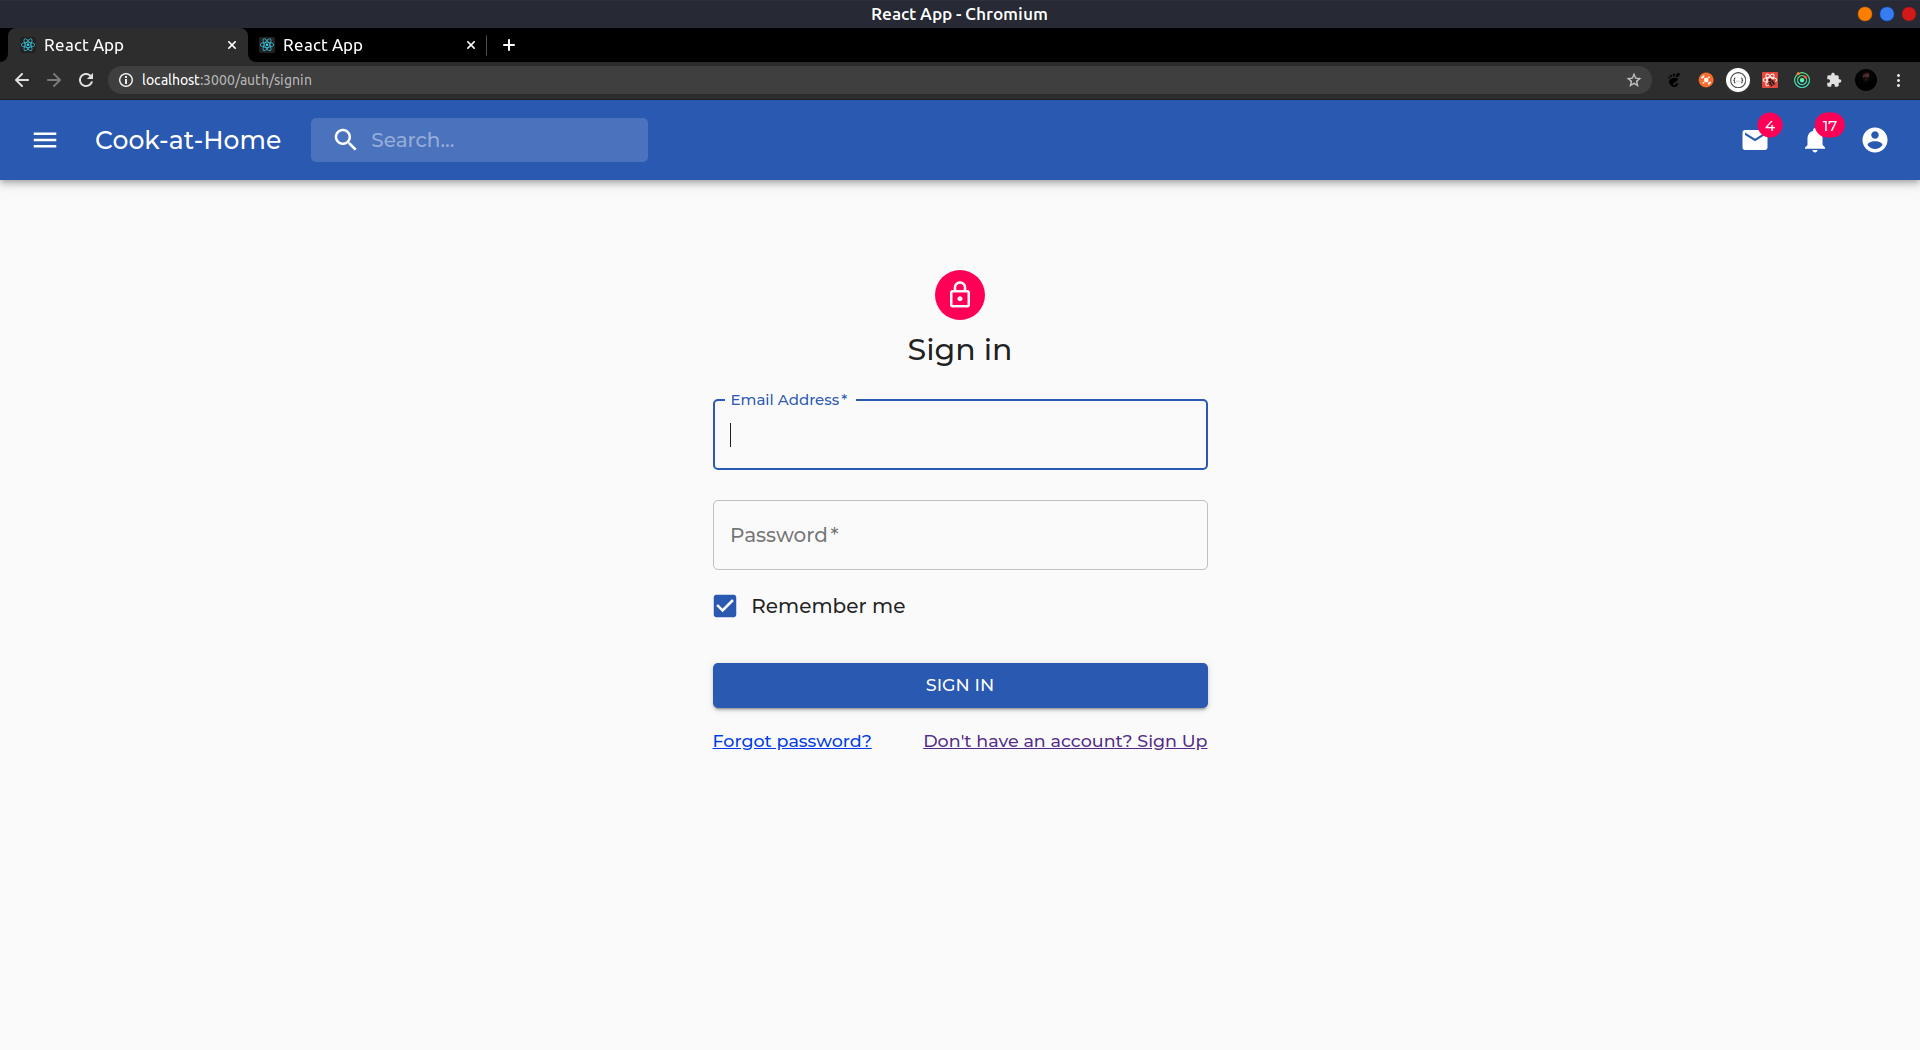 React App - Chromium
React App
React App
localhost:3000/auth/signin
Cook-at-Home
Search...
4
17
Sign in
Email Address *
Password *
Remember me
SIGN IN
Forgot password?
Don't have an account? Sign Up